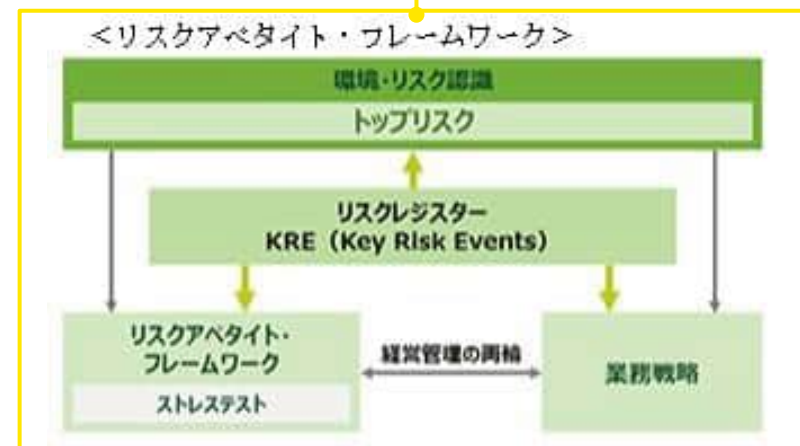 <リスクアペタイト・フレームワーク>
環境・リスク認識
トップリスク
リスクレジスター
KRE（Key Risk Events）
リスクアペタイト・
フレームワーク
ストレステスト
経営管理の両輪
業務戦略